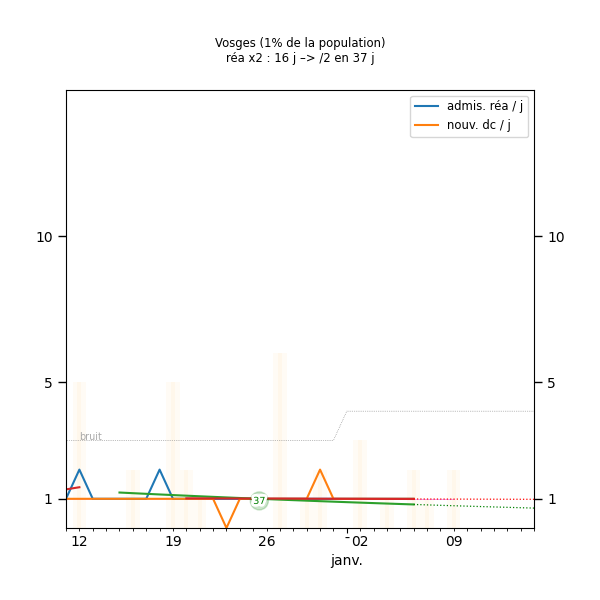 Vosges (1% de la population)
réa x2 : 16 j –> /2 en 37 j
admis. réa / j
nouv. dc / j
10
10
5
5
bruit
37
1
1
12
19
26
02
09
janv.